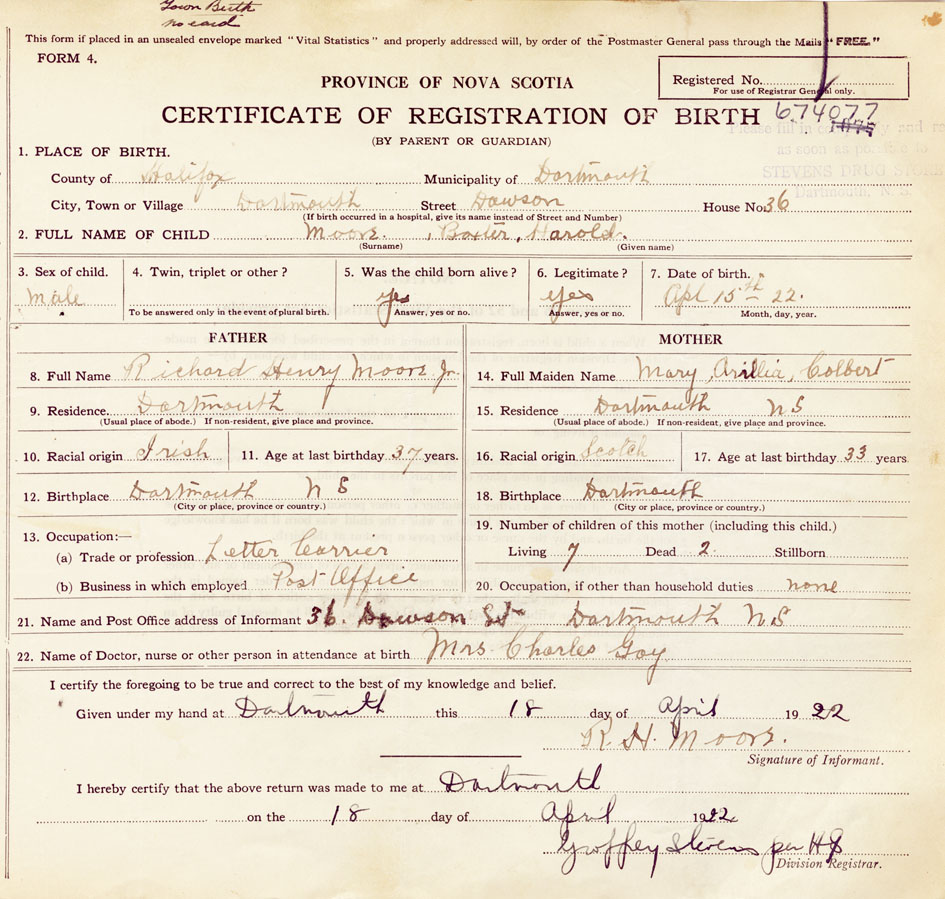 Town Birth
no card
This form if placed in an unsealed envelope marked "Vital Statistics" and properly addressed will, by order of the Postmaster General pass through the Mails "FREE."
FORM 4.
PROVINCE OF NOVA SCOTIA
Registered No.
For use of Registrar General only.
CERTIFICATE OF REGISTRATION OF BIRTH 674077
(BY PARENT OR GUARDIAN)
Please fill in
as soon as
STEVENS DRUG STORE
Dartmouth, N. S.
1. PLACE OF BIRTH.
County of Halifax Municipality of Dartmouth
City, Town or Village Dartmouth Street Dawson House No. 36
(If birth occurred in a hospital, give its name instead of Street and Number)
2. FULL NAME OF CHILD Moore. , Baxter, Harold.
(Surname) (Given name)
3. Sex of child. 4. Twin, triplet or other? 5. Was the child born alive? 6. Legitimate? 7. Date of birth.
Male yes yes Apl 15th 22.
To be answered only in the event of plural birth. Answer, yes or no. Answer, yes or no. Month, day, year.
FATHER MOTHER
8. Full Name Richard Henry Moore Jr. 14. Full Maiden Name Mary Arillia, Colbert
9. Residence. Dartmouth 15. Residence Dartmouth NS
(Usual place of abode.) If non-resident, give place and province. (Usual place of abode.) If non-resident, give place and province.
10. Racial origin Irish 11. Age at last birthday 37 years. 16. Racial origin Scotch 17. Age at last birthday 33 years.
12. Birthplace Dartmouth NS 18. Birthplace Dartmouth
(City or place, province or country.) (City or place, province or country.)
13. Occupation:— 19. Number of children of this mother (including this child.)
(a) Trade or profession Letter Carrier Living 7 Dead 2. Stillborn
(b) Business in which employed Post Office 20. Occupation, if other than household duties none
21. Name and Post Office address of Informant 36. Dawson St Dartmouth NS
22. Name of Doctor, nurse or other person in attendance at birth Mrs. Charles Gay
I certify the foregoing to be true and correct to the best of my knowledge and belief.
Given under my hand at Dartmouth this 18 day of April 1922
R. H. Moore.
Signature of Informant.
I hereby certify that the above return was made to me at Dartmouth
on the 18 day of April 1922
Geoffrey Stevens per HS
Division Registrar.